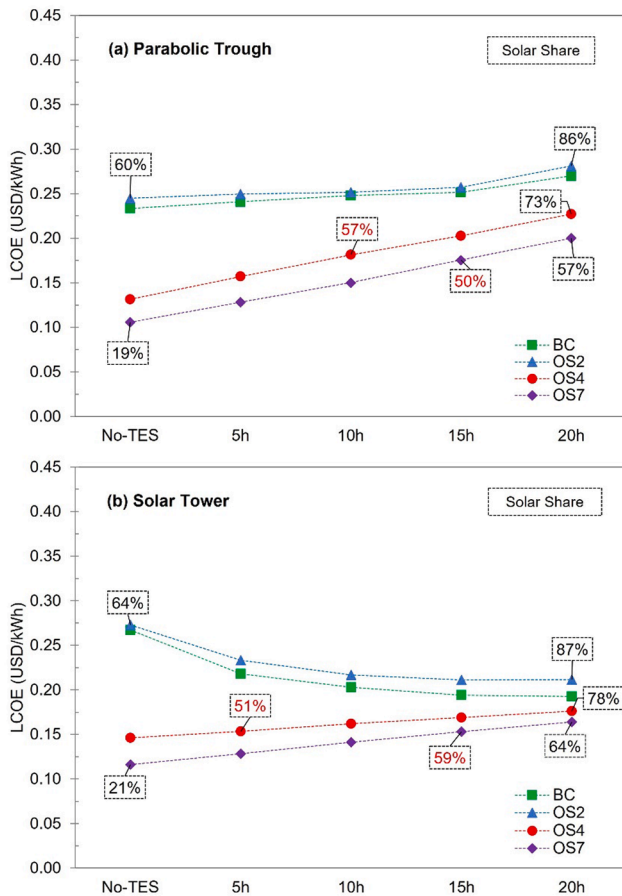 0.45
(a) Parabolic Trough
Solar Share
0.40
0.35
0.30
60%
86%
0.25
73%
0.20
57%
0.15
50%
57%
0.10
19%
0.05
0.00
LCOE (USD/kWh)
BC
OS2
OS4
OS7
No-TES 5h 10h 15h 20h
0.45
(b) Solar Tower
Solar Share
0.40
0.35
0.30
64%
0.25
87%
0.20
51%
78%
0.15
59%
64%
0.10
21%
0.05
0.00
LCOE (USD/kWh)
BC
OS2
OS4
OS7
No-TES 5h 10h 15h 20h